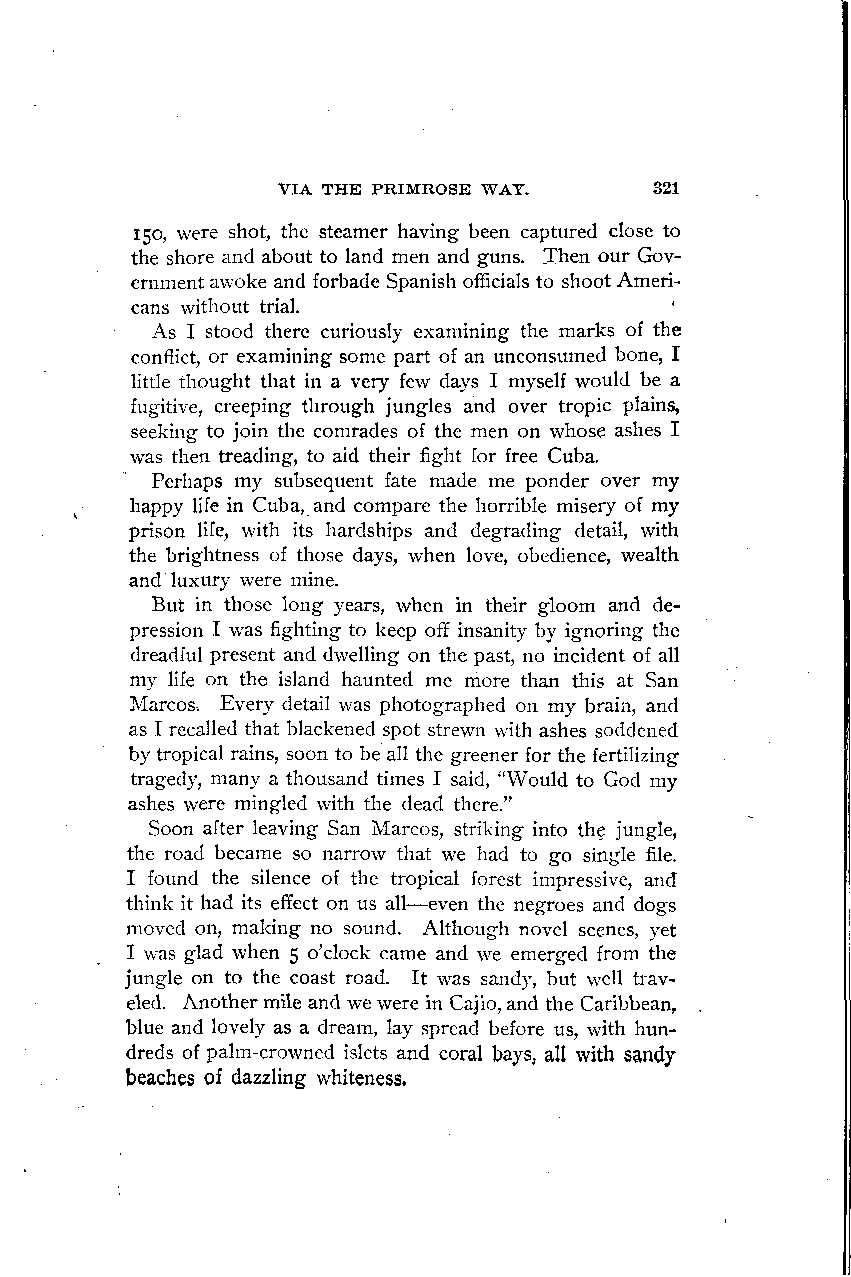 VIA THE PRIMROSE WAY. 321
150, were shot, the steamer having been captured close to
the shore and about to land men and guns. Then our Gov-
ernment awoke and forbade Spanish officials to shoot Ameri-
cans without trial.
As I stood there curiously examining the marks of the
conflict, or examining some part of an unconsumed bone, I
little thought that in a very few days I myself would be a
fugitive, creeping through jungles and over tropic plains,
seeking to join the comrades of the men on whose ashes I
was then treading, to aid their fight for free Cuba.
Perhaps my subsequent fate made me ponder over my
happy life in Cuba, and compare the horrible misery of my
prison life, with its hardships and degrading detail, with
the brightness of those days, when love, obedience, wealth
and luxury were mine.
But in those long years, when in their gloom and de-
pression I was fighting to keep off insanity by ignoring the
dreadful present and dwelling on the past, no incident of all
my life on the island haunted me more than this at San
Marcos. Every detail was photographed on my brain, and
as I recalled that blackened spot strewn with ashes soddened
by tropical rains, soon to be all the greener for the fertilizing
tragedy, many a thousand times I said, "Would to God my
ashes were mingled with the dead there."
Soon after leaving San Marcos, striking into the jungle,
the road became so narrow that we had to go single file.
I found the silence of the tropical forest impressive, and
think it had its effect on us all—even the negroes and dogs
moved on, making no sound. Although novel scenes, yet
I was glad when 5 o'clock came and we emerged from the
jungle on to the coast road. It was sandy, but well trav-
eled. Another mile and we were in Cajio, and the Caribbean,
blue and lovely as a dream, lay spread before us, with hun-
dreds of palm-crowned islets and coral bays, all with sandy
beaches of dazzling whiteness.